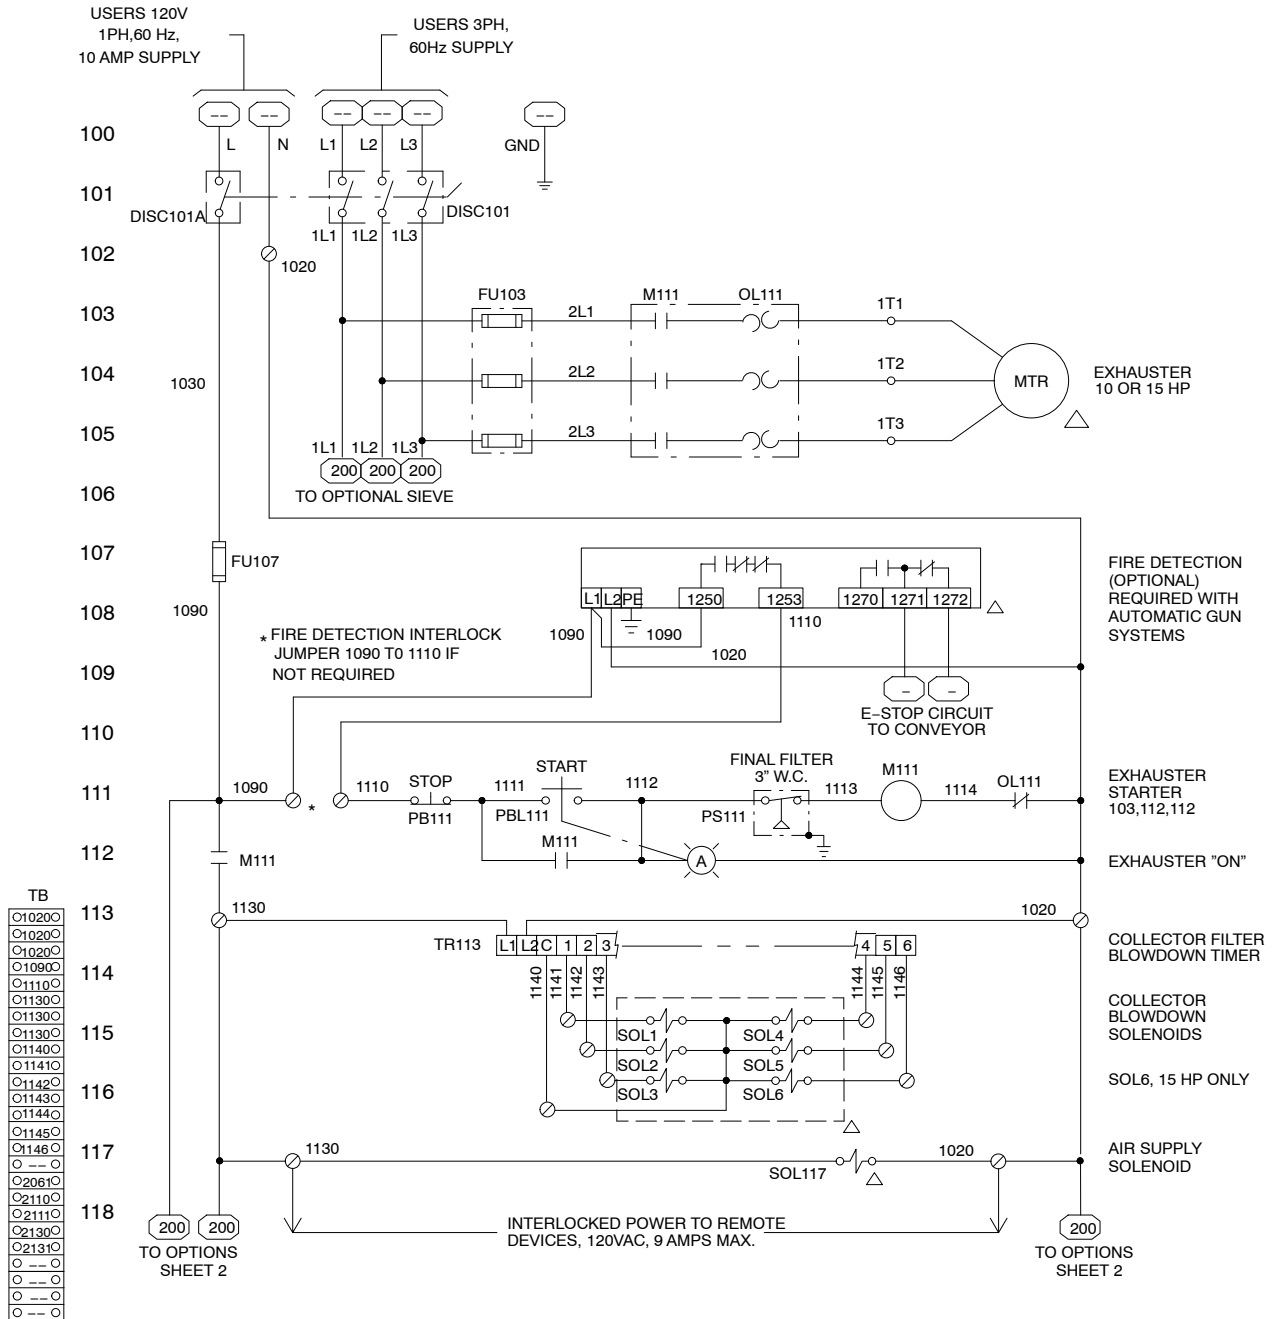 USERS 120V
1PH,60 Hz,
10 AMP SUPPLY
USERS 3PH,
60Hz SUPPLY
-- -- -- -- -- --
100
L N L1 L2 L3 GND
101
DISC101A DISC101
1L1 1L2 1L3
102
1020
FU103 M111 OL111
103
2L1 1T1
104
1030 2L2 1T2
MTR
EXHAUSTER
10 OR 15 HP
105
2L3 1T3
1L1 1L2 1L3
200 200 200
TO OPTIONAL SIEVE
106
107
FU107
FIRE DETECTION
(OPTIONAL)
REQUIRED WITH
AUTOMATIC GUN
SYSTEMS
L1 L2 PE 1250 1253 1270 1271 1272
108
1090
1090 1090 1110
* FIRE DETECTION INTERLOCK
JUMPER 1090 T0 1110 IF
NOT REQUIRED
1020
109
- -
E-STOP CIRCUIT
TO CONVEYOR
110
111
1090 * 1110 STOP 1111 START 1112
PB111 PBL111
FINAL FILTER
3" W.C.
PS111
1113 M111 1114 OL111
EXHAUSTER
STARTER
103,112,112
112
M111 M111 A
EXHAUSTER "ON"
113
1130 1020
TR113 L1 L2 C 1 2 3 4 5 6
COLLECTOR FILTER
BLOWDOWN TIMER
114
1140 1141 1142 1143 1144 1145 1146
COLLECTOR
BLOWDOWN
SOLENOIDS
115
SOL1 SOL4
SOL2 SOL5
116
SOL3 SOL6
SOL6, 15 HP ONLY
117
1130 SOL117 1020
AIR SUPPLY
SOLENOID
118
200 200 200
TO OPTIONS
SHEET 2
INTERLOCKED POWER TO REMOTE
DEVICES, 120VAC, 9 AMPS MAX.
TO OPTIONS
SHEET 2
TB
1020
1020
1020
1090
1110
1130
1130
1130
1140
1141
1142
1143
1144
1145
1146
--
2061
2110
2111
2130
2131
--
--
--
--